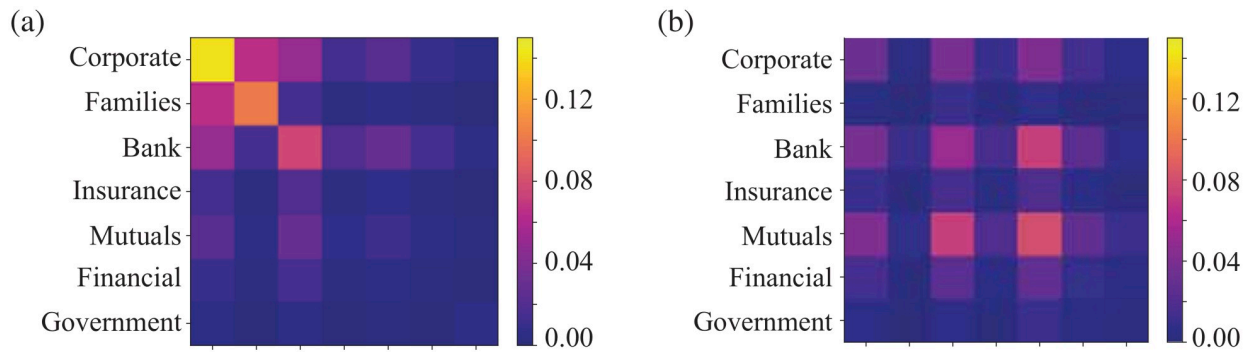 (a)
Corporate
Families
Bank
Insurance
Mutuals
Financial
Government
0.12
0.08
0.04
0.00
(b)
Corporate
Families
Bank
Insurance
Mutuals
Financial
Government
0.12
0.08
0.04
0.00